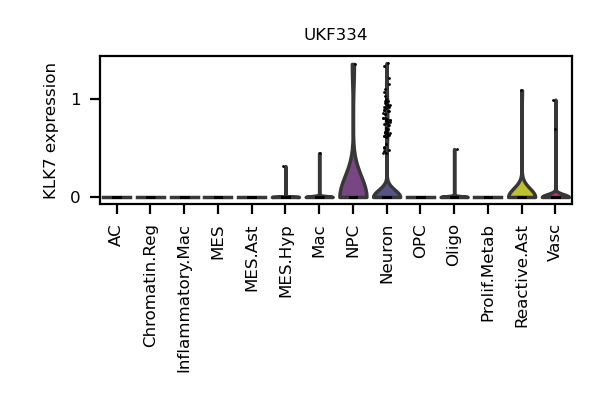 UKF334
KLK7 expression
1
0
AC
Chromatin.Reg
Inflammatory.Mac
MES
MES.Ast
MES.Hyp
Mac
NPC
Neuron
OPC
Oligo
Prolif.Metab
Reactive.Ast
Vasc